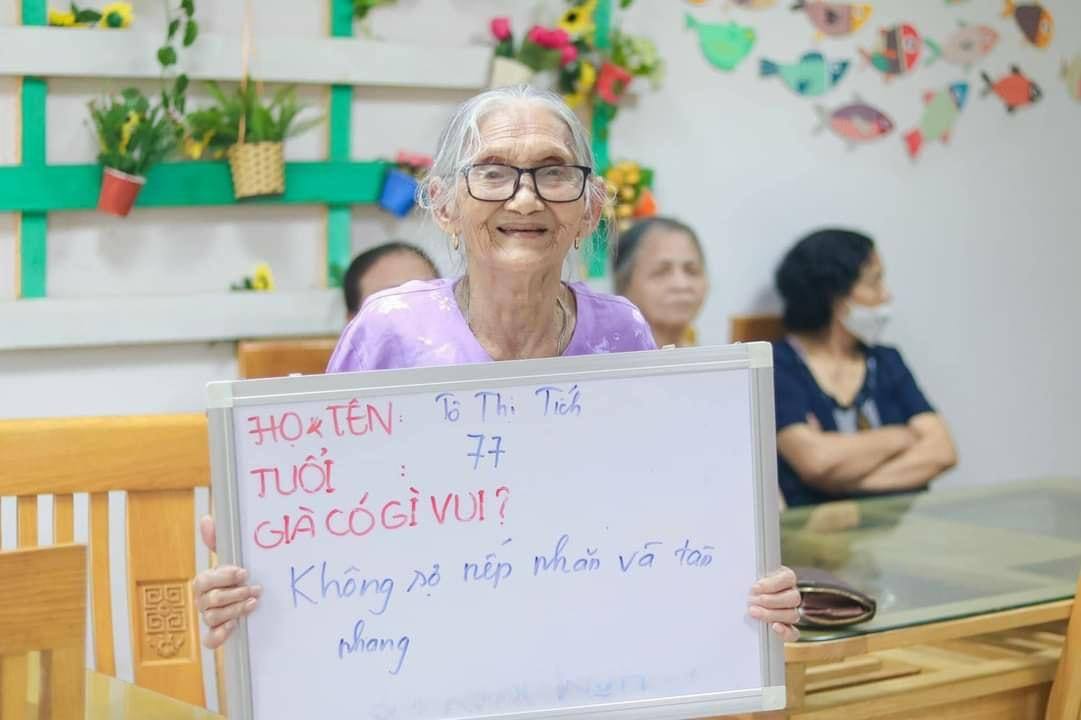 HỌ & TÊN: Tô Thị Tích
TUỔI : 77
GIÀ CÓ GÌ VUI?
Không sợ nếp nhăn và tàn
nhang